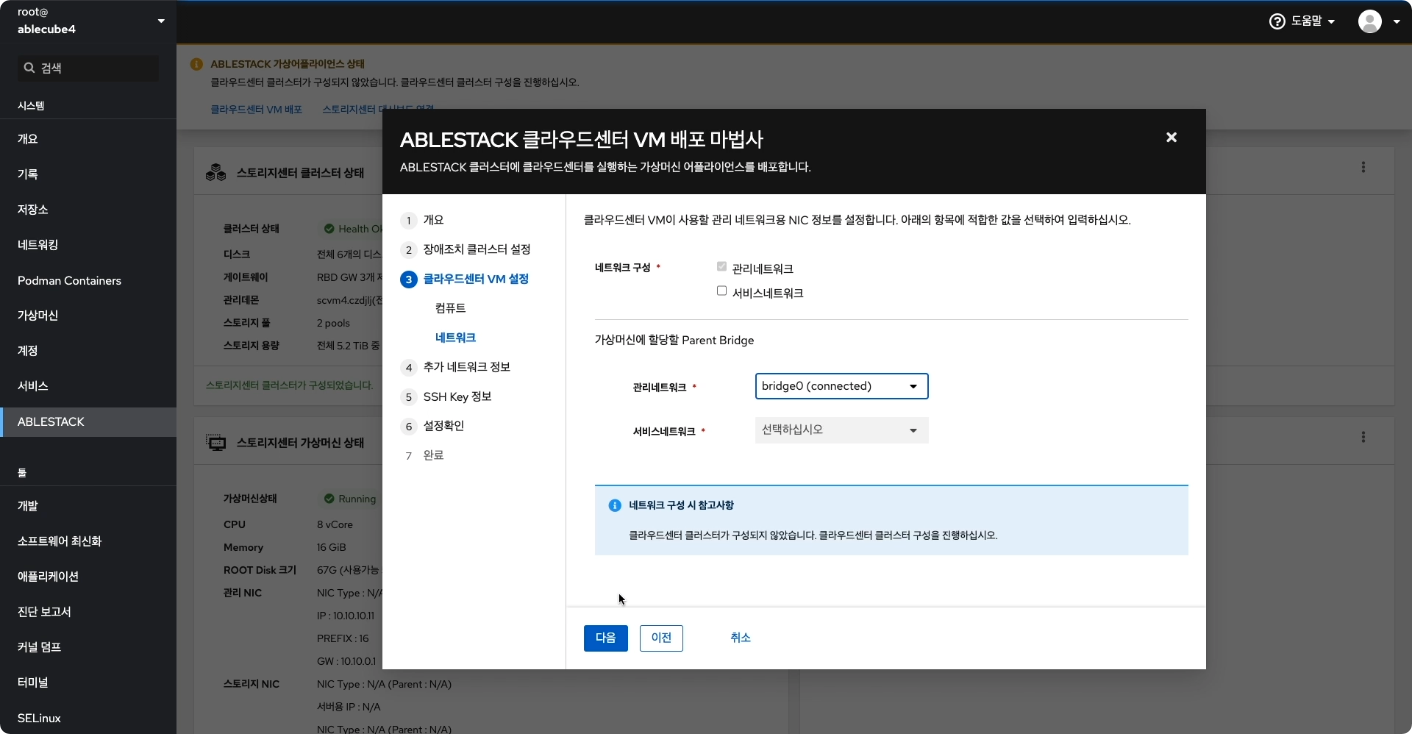 root@
ablecube4
도움말
검색
시스템
개요
기록
저장소
네트워킹
Podman Containers
가상머신
계정
서비스
ABLESTACK
툴
개발
소프트웨어 최신화
애플리케이션
진단 보고서
커널 덤프
터미널
SELinux
ABLESTACK 가상어플라이언스 상태
클라우드센터 클러스터가 구성되지 않았습니다. 클라우드센터 클러스터 구성을 진행하십시오.
클라우드센터 VM 배포
스토리지센터 대시보드 연결
스토리지센터 클러스터 상태
클러스터 상태
Health
디스크
전체 6개의
게이트웨이
RBD GW 3개
관리데몬
스토리지 풀
2 pools
스토리지 용량
전체 5.2 TiB 중
스토리지센터 클러스터가 구성되었습니다.
스토리지센터 가상머신 상태
가상머신상태
Running
CPU
8 vCore
Memory
16 GiB
ROOT Disk 크기
67G (사용가능
관리 NIC
NIC Type : N/A
IP : 10.10.10.11
PREFIX : 16
GW : 10.10.0.1
스토리지 NIC
NIC Type : N/A (Parent : N/A)
서버용 IP : N/A
NIC Type : N/A (Parent : N/A)
ABLESTACK 클라우드센터 VM 배포 마법사
ABLESTACK 클러스터에 클라우드센터를 실행하는 가상머신 어플라이언스를 배포합니다.
1 개요
2 장애조치 클러스터 설정
3 클라우드센터 VM 설정
컴퓨트
네트워크
4 추가 네트워크 정보
5 SSH Key 정보
6 설정확인
7 완료
클라우드센터 VM이 사용할 관리 네트워크용 NIC 정보를 설정합니다. 아래의 항목에 적합한 값을 선택하여 입력하십시오.
네트워크 구성 *
관리네트워크
서비스네트워크
가상머신에 할당할 Parent Bridge
관리네트워크 *
bridge0 (connected)
서비스네트워크 *
선택하십시오
네트워크 구성 시 참고사항
클라우드센터 클러스터가 구성되지 않았습니다. 클라우드센터 클러스터 구성을 진행하십시오.
다음
이전
취소